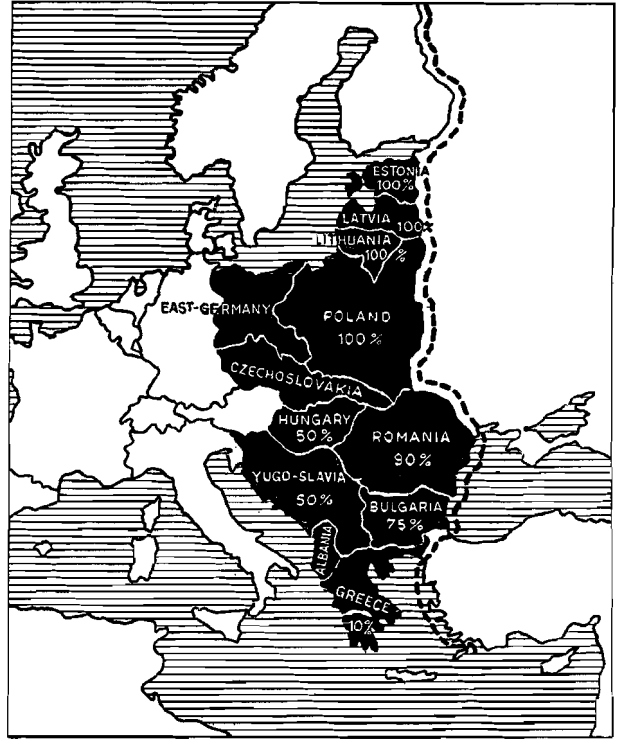 ESTONIA
100%
LATVIA 100%
LITHUANIA
100%
EAST-GERMANY
POLAND
100%
CZECHOSLOVAKIA
HUNGARY
50%
ROMANIA
90%
YUGO-SLAVIA
50%
BULGARIA
75%
ALBANIA
GREECE
10%